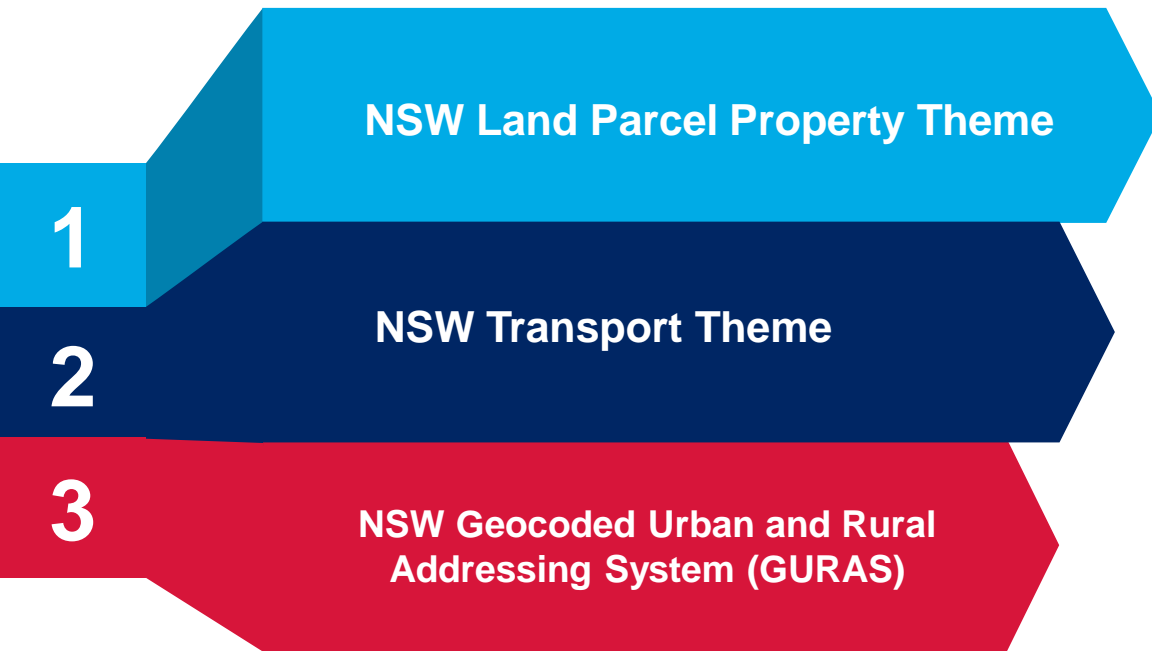 1
NSW Land Parcel Property Theme
2
NSW Transport Theme
3
NSW Geocoded Urban and Rural
Addressing System (GURAS)